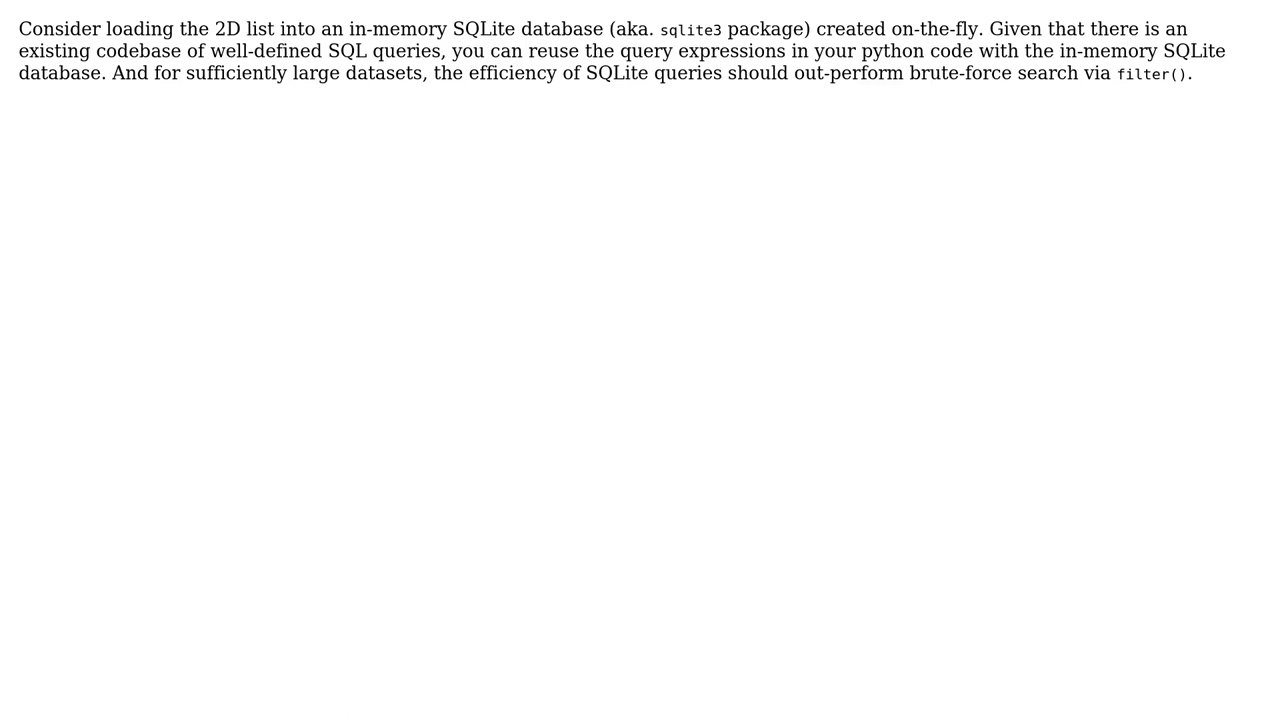 Consider loading the 2D list into an in-memory SQLite database (aka. sqlite3 package) created on-the-fly. Given that there is an
existing codebase of well-defined SQL queries, you can reuse the query expressions in your python code with the in-memory SQLite
database. And for sufficiently large datasets, the efficiency of SQLite queries should out-perform brute-force search via filter().